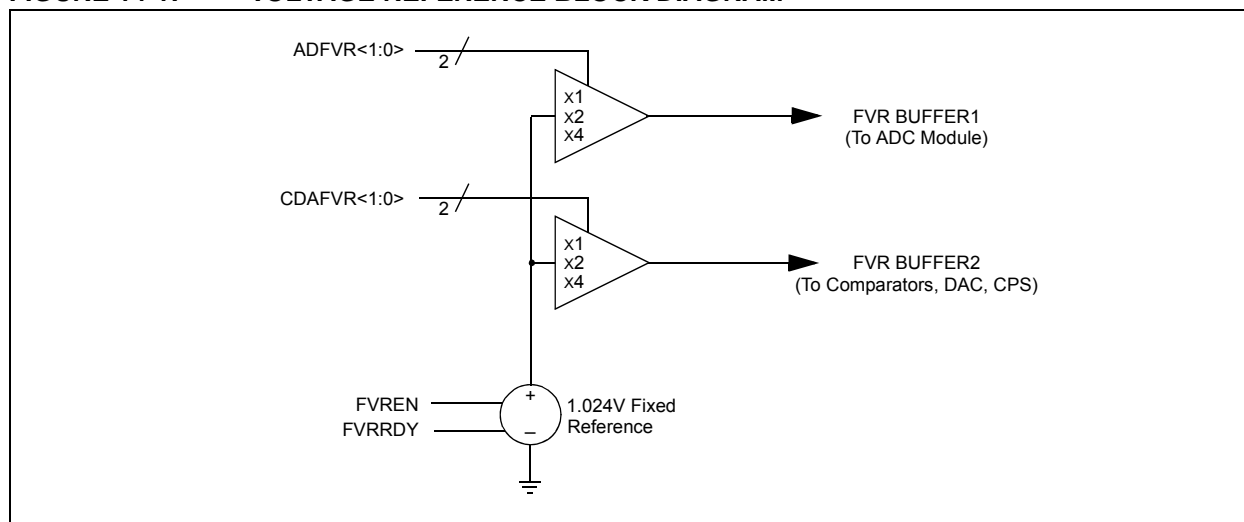 ADFVR<1:0>
2
X1
X2
X4
FVR BUFFER1
(To ADC Module)
CDAFVR<1:0>
2
X1
X2
X4
FVR BUFFER2
(To Comparators, DAC, CPS)
FVREN
FVRRDY
+
–
1.024V Fixed
Reference